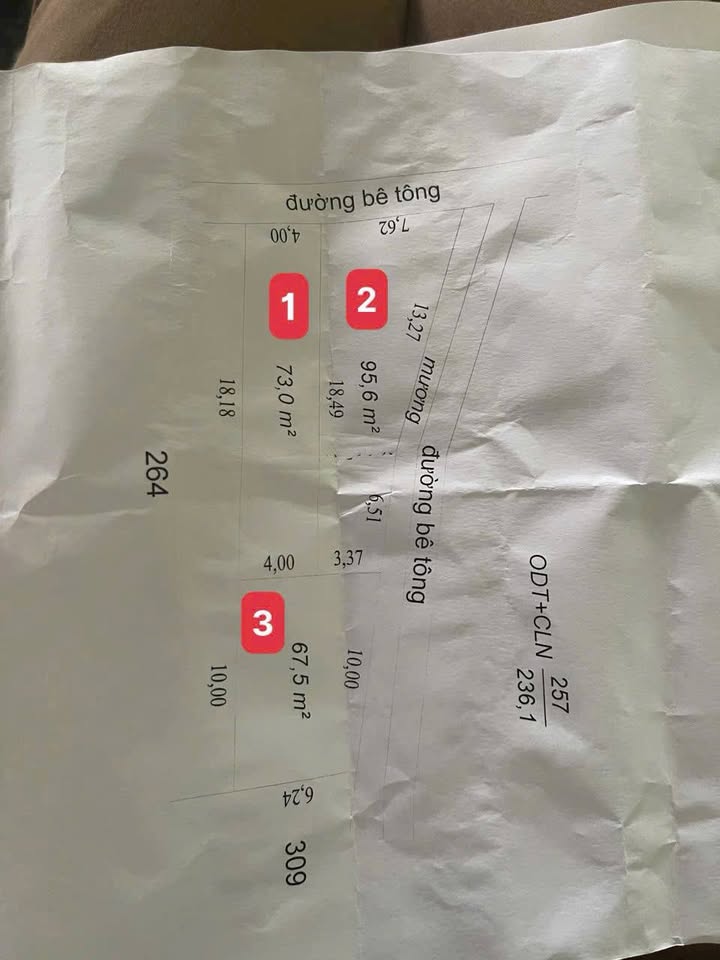 đường bê tông
4,00
7,62
1
2
13,27
mương
73,0 m²
95,6 m²
18,18
18,49
264
đường bê tông
6,51
4,00
3,37
ODT+CLN 257
236,1
3
67,5 m²
10,00
10,00
6,24
309